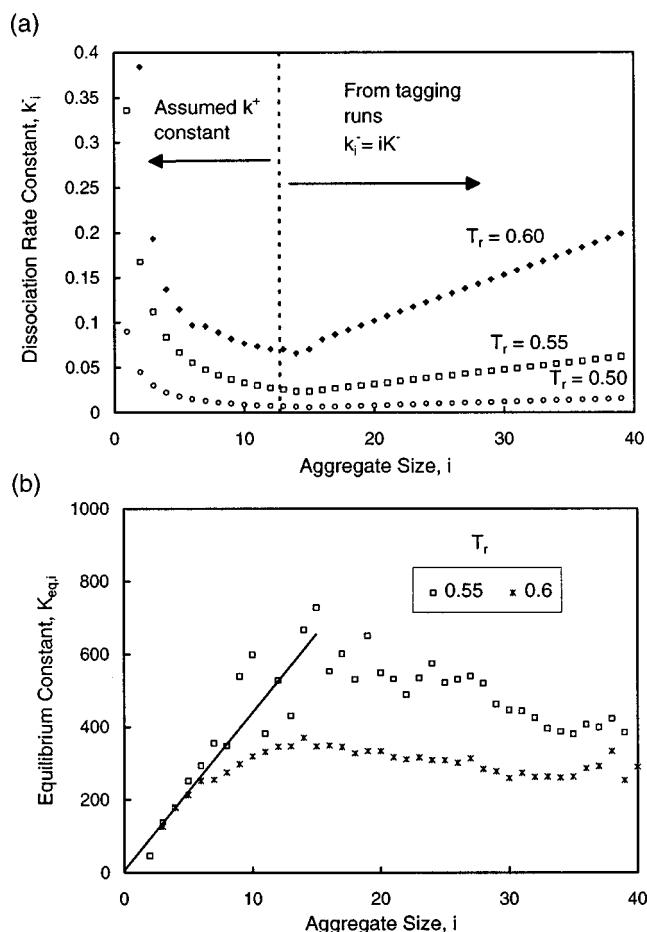 (a)
Dissociation Rate Constant, k⁻ᵢ
0.4
0.35
0.3
0.25
0.2
0.15
0.1
0.05
0
Assumed k⁺
constant
From tagging
runs
kᵢ⁻= iK⁻
Tᵣ = 0.60
Tᵣ = 0.55
Tᵣ = 0.50
0 10 20 30 40
Aggregate Size, i
(b)
Equilibrium Constant, K_eq,i
1000
800
600
400
200
0
Tᵣ
0.55 0.6
0 10 20 30 40
Aggregate Size, i